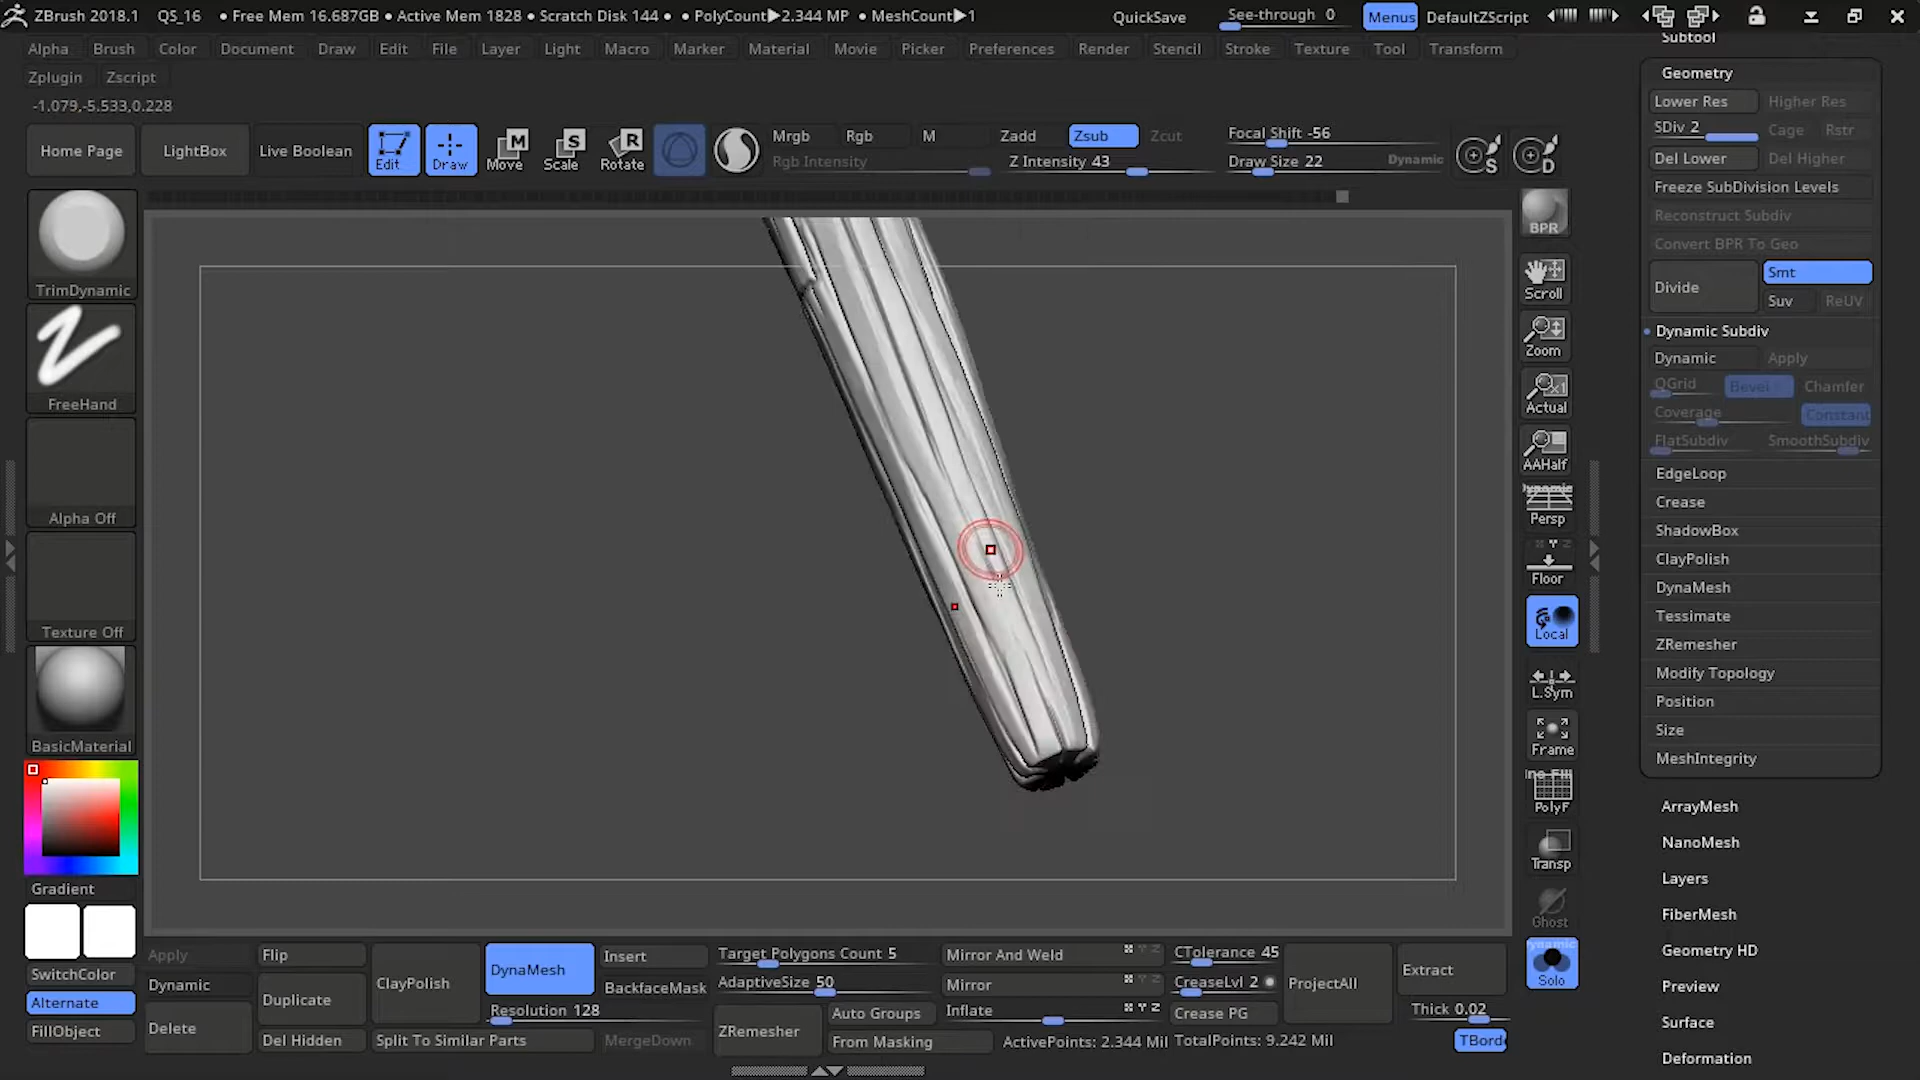 ZBrush 2018.1 QS_16 • Free Mem 16.687GB • Active Mem 1828 • Scratch Disk 144 • • PolyCount▶2.344 MP • MeshCount▶1 QuickSave See-through 0 Menus DefaultZScript
Alpha Brush Color Document Draw Edit File Layer Light Macro Marker Material Movie Picker Preferences Render Stencil Stroke Texture Tool Transform
Zplugin Zscript
-1.079,-5.533,0.228
Home Page LightBox Live Boolean Edit Draw Move Scale Rotate
M S R
Mrgb Rgb M Zadd Zsub Zcut Focal Shift -56
Rgb Intensity Z Intensity 43 Draw Size 22 Dynamic
S D
TrimDynamic
FreeHand
Alpha Off
Texture Off
BasicMaterial
Gradient
SwitchColor
Alternate
FillObject
BPR
Scroll
Zoom
Actual
AAHalf
Dynamic
Persp
Floor
Local
L.Sym
Frame
PolyF
Transp
Ghost
Dynamic
Solo
Subtool
Geometry
Lower Res Higher Res
SDiv 2 Cage Rstr
Del Lower Del Higher
Freeze SubDivision Levels
Reconstruct Subdiv
Convert BPR To Geo
Divide Smt
Suv ReUV
Dynamic Subdiv
Dynamic Apply
QGrid Bevel Chamfer
Coverage Constant
FlatSubdiv SmoothSubdiv
EdgeLoop
Crease
ShadowBox
ClayPolish
DynaMesh
Tessimate
ZRemesher
Modify Topology
Position
Size
MeshIntegrity
ArrayMesh
NanoMesh
Layers
FiberMesh
Geometry HD
Preview
Surface
Deformation
Apply Flip ClayPolish DynaMesh Insert Target Polygons Count 5 Mirror And Weld CTolerance 45 ProjectAll Extract
Dynamic Duplicate BackfaceMask AdaptiveSize 50 Mirror CreaseLvl 2
Resolution 128 Auto Groups Inflate Crease PG Thick 0.02
Delete Del Hidden Split To Similar Parts MergeDown ZRemesher From Masking ActivePoints: 2.344 Mil TotalPoints: 9.242 Mil TBord